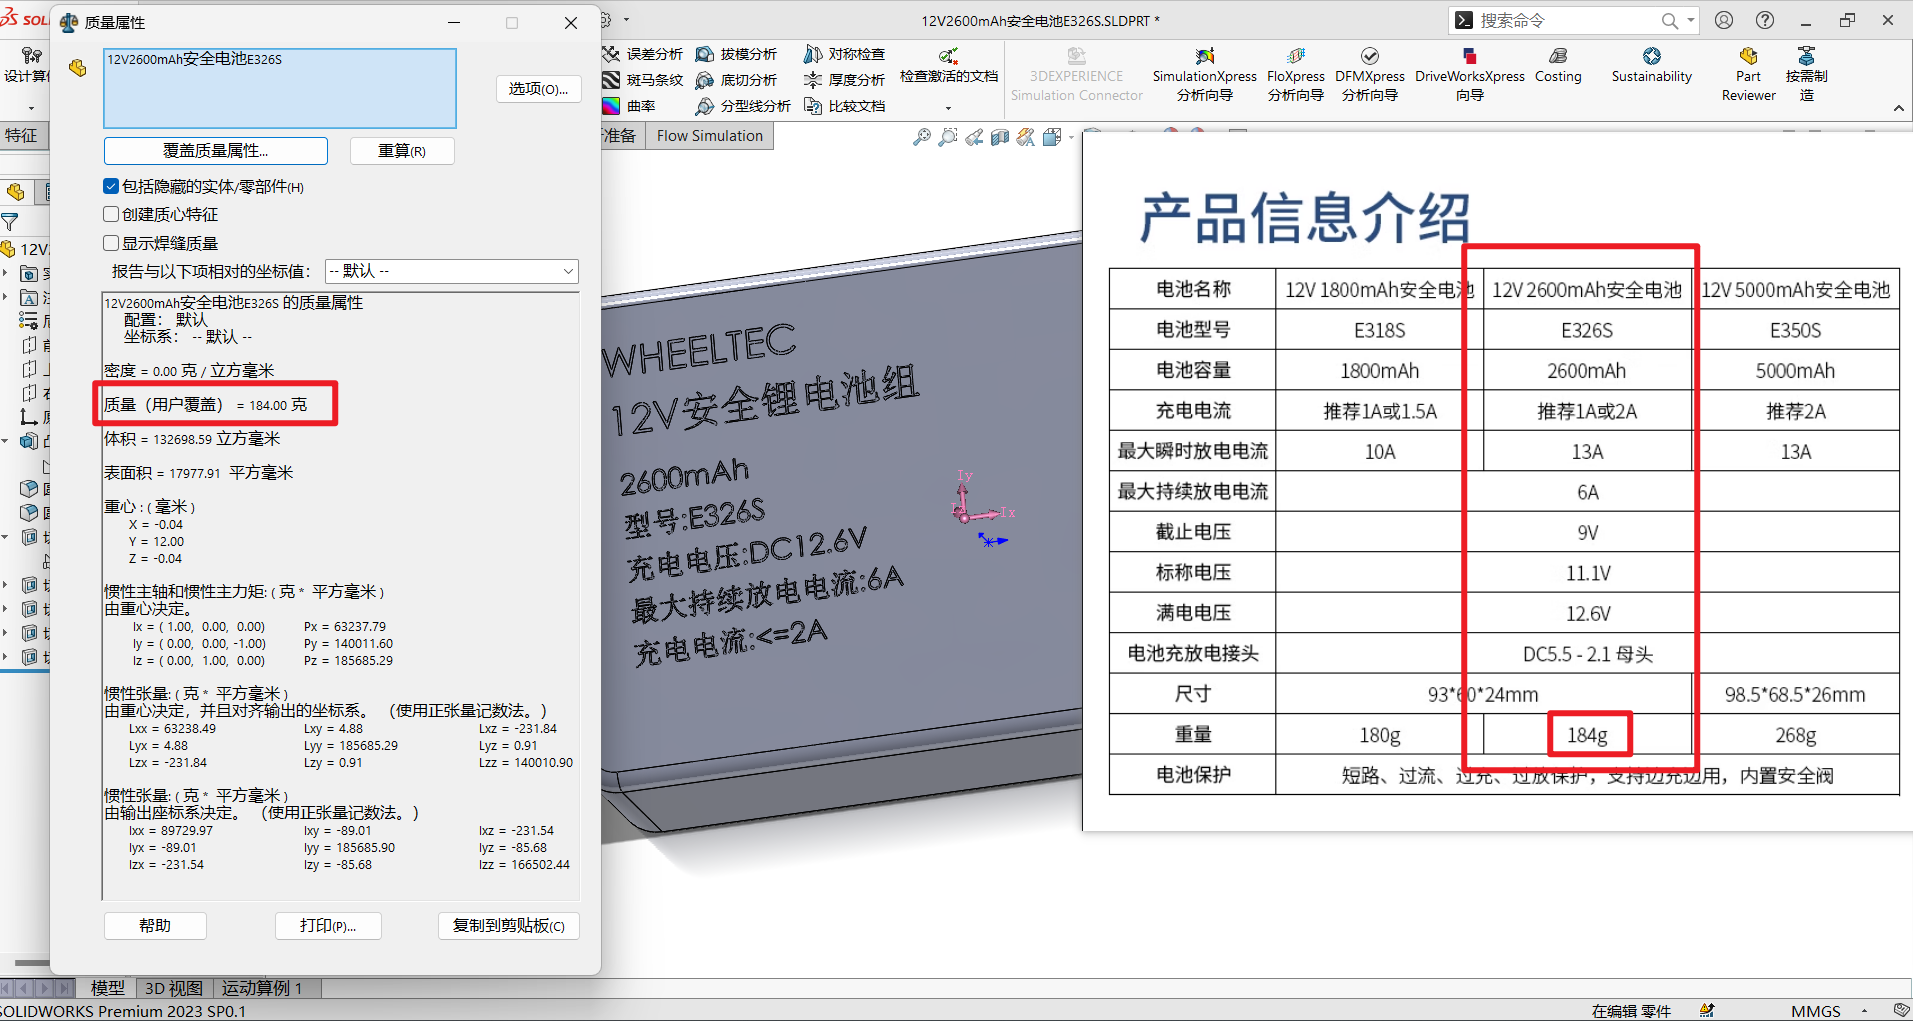 SOL
质量属性
12V2600mAh安全电池E326S.SLDPRT *
搜索命令
12V2600mAh安全电池E326S
选项(O)...
覆盖质量属性...
重算(R)
包括隐藏的实体/零部件(H)
创建质心特征
显示焊缝质量
报告与以下项相对的坐标值：
-- 默认 --
12V2600mAh安全电池E326S 的质量属性
配置： 默认
坐标系： -- 默认 --
密度 = 0.00 克 / 立方毫米
质量（用户覆盖） = 184.00 克
体积 = 132698.59 立方毫米
表面积 = 17977.91 平方毫米
重心 : ( 毫米 )
X = -0.04
Y = 12.00
Z = -0.04
惯性主轴和惯性主力矩: ( 克 * 平方毫米 )
由重心决定。
Ix = ( 1.00, 0.00, 0.00) Px = 63237.79
Iy = ( 0.00, 0.00, -1.00) Py = 140011.60
Iz = ( 0.00, 1.00, 0.00) Pz = 185685.29
惯性张量: ( 克 * 平方毫米 )
由重心决定，并且对齐输出的坐标系。 （使用正张量记数法。）
Lxx = 63238.49 Lxy = 4.88 Lxz = -231.84
Lyx = 4.88 Lyy = 185685.29 Lyz = 0.91
Lzx = -231.84 Lzy = 0.91 Lzz = 140010.90
惯性张量: ( 克 * 平方毫米 )
由输出座标系决定。 （使用正张量记数法。）
Ixx = 89729.97 Ixy = -89.01 Ixz = -231.54
Iyx = -89.01 Iyy = 185685.90 Iyz = -85.68
Izx = -231.54 Izy = -85.68 Izz = 166502.44
帮助
打印(P)...
复制到剪贴板(C)
设计算
特征
12V
误差分析 拔模分析 对称检查
斑马条纹 底切分析 厚度分析
曲率 分型线分析 比较文档
检查激活的文档
3DEXPERIENCE
Simulation Connector
SimulationXpress
分析向导
FloXpress
分析向导
DFMXpress
分析向导
DriveWorksXpress
向导
Costing
Sustainability
Part
Reviewer
按需制
造
准备
Flow Simulation
WHEELTEC
12V安全锂电池组
2600mAh
型号:E326S
充电电压:DC12.6V
最大持续放电电流:6A
充电电流:<=2A
Iy
Ix
产品信息介绍
电池名称 12V 1800mAh安全电池 12V 2600mAh安全电池 12V 5000mAh安全电池
电池型号 E318S E326S E350S
电池容量 1800mAh 2600mAh 5000mAh
充电电流 推荐1A或1.5A 推荐1A或2A 推荐2A
最大瞬时放电电流 10A 13A 13A
最大持续放电电流 6A
截止电压 9V
标称电压 11.1V
满电电压 12.6V
电池充放电接头 DC5.5 - 2.1 母头
尺寸 93*60*24mm 98.5*68.5*26mm
重量 180g 184g 268g
电池保护 短路、过流、过充、过放保护，支持边充边用，内置安全阀
模型
3D 视图
运动算例 1
SOLIDWORKS Premium 2023 SP0.1
在编辑 零件
MMGS